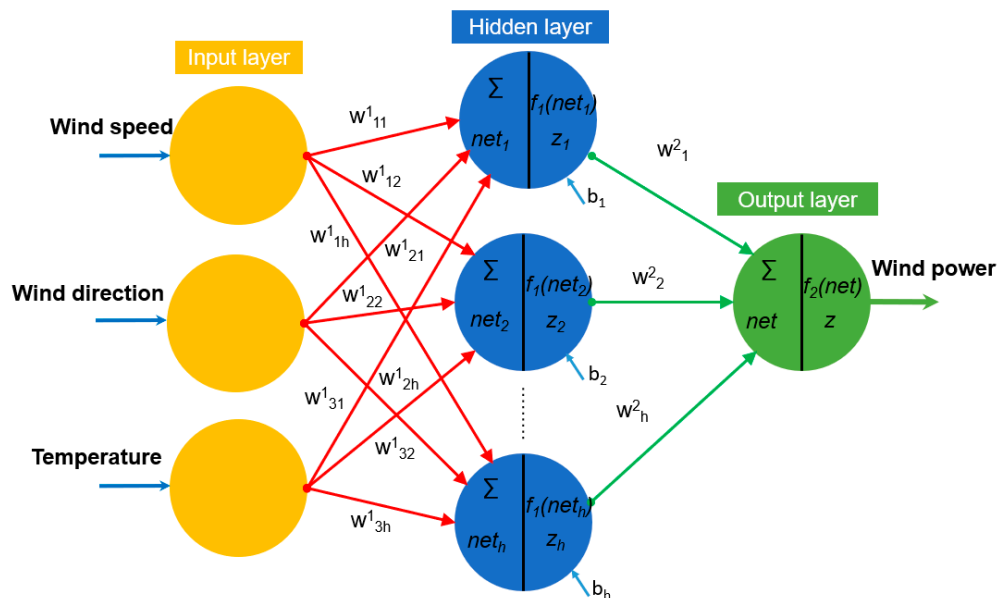 Hidden layer
Input layer
Wind speed
w¹₁₁
Σ
f₁(net₁)
net₁
z₁
w¹₁₂
b₁
w²₁
Output layer
w¹₁ₕ
w¹₂₁
Wind direction
w¹₂₂
Σ
f₁(net₂)
net₂
z₂
w²₂
Σ
f₂(net)
net
z
Wind power
b₂
w¹₂ₕ
w¹₃₁
w²ₕ
Temperature
w¹₃₂
Σ
f₁(netₕ)
netₕ
zₕ
w¹₃ₕ
bₕ